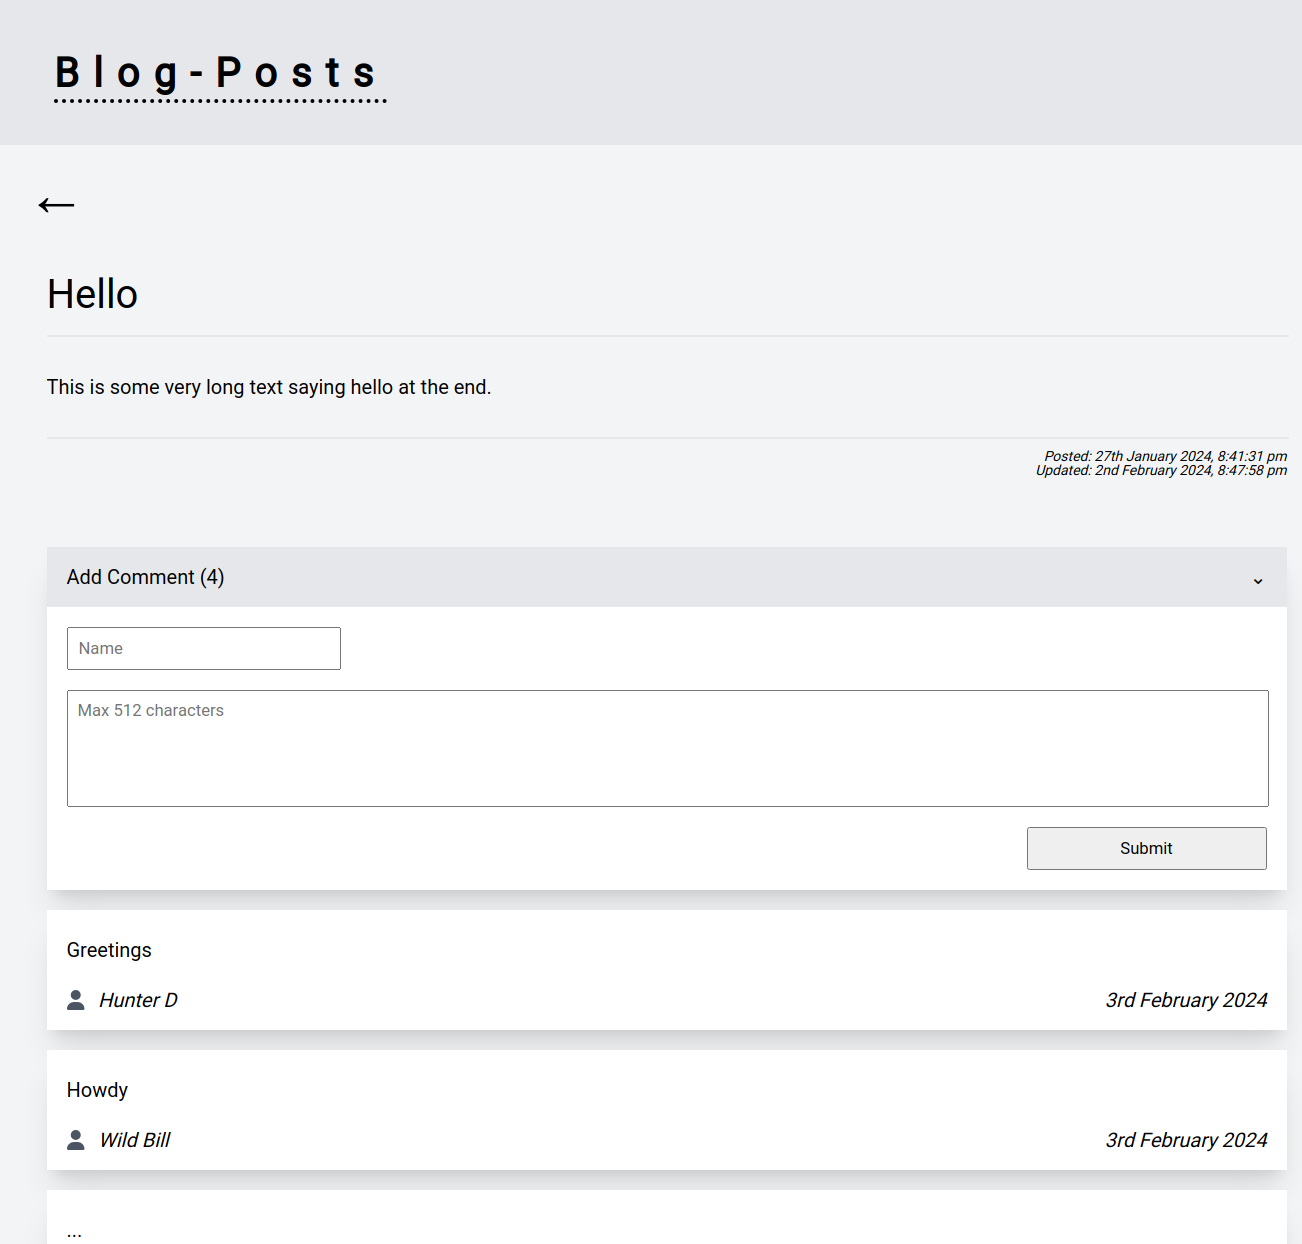 Blog-Posts
←
Hello
This is some very long text saying hello at the end.
Posted: 27th January 2024, 8:41:31 pm
Updated: 2nd February 2024, 8:47:58 pm
Add Comment (4)
Name
Max 512 characters
Submit
Greetings
Hunter D 3rd February 2024
Howdy
Wild Bill 3rd February 2024
...